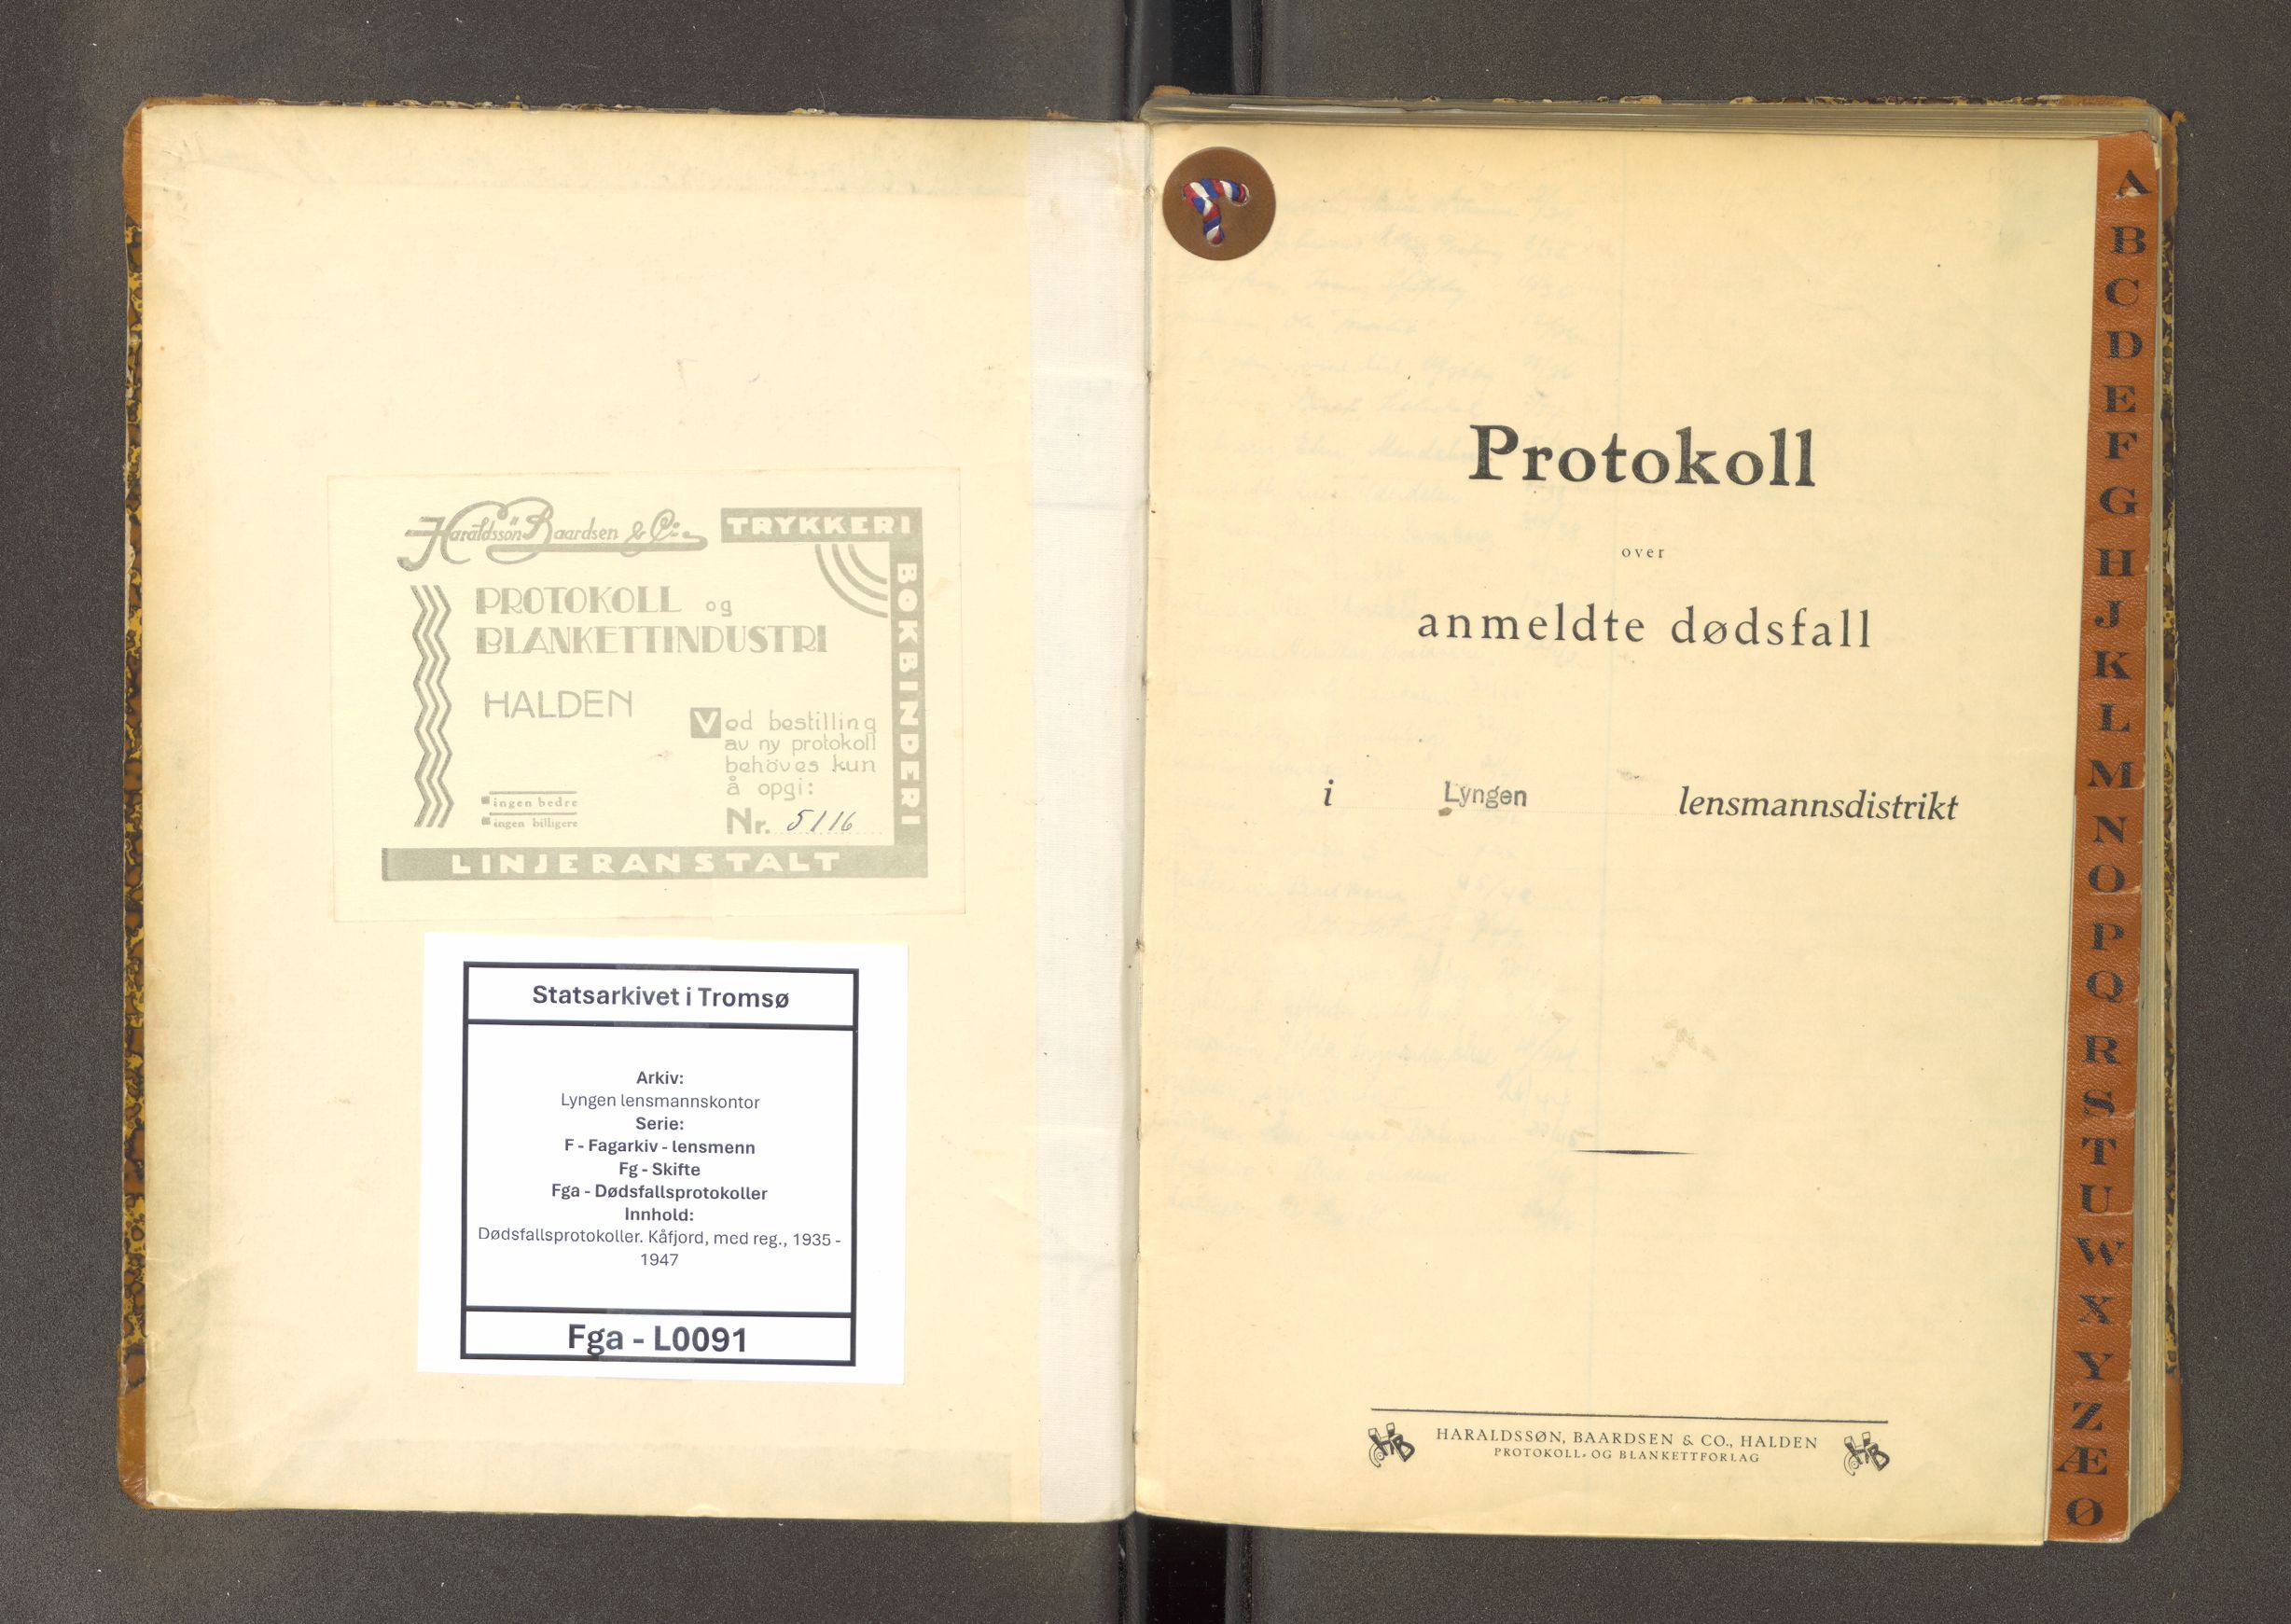 Haraldssøn Baardsen & Co.
TRYKKERI
BOKBINDERI
PROTOKOLL og
BLANKETTINDUSTRI
HALDEN
Ved bestilling
av ny protokoll
behöves kun
å opgi:
Nr. 5116
ingen bedre
ingen billigere
LINJERANSTALT
Statsarkivet i Tromsø
Arkiv:
Lyngen lensmannskontor
Serie:
F - Fagarkiv - lensmenn
Fg - Skifte
Fga - Dødsfallsprotokoller
Innhold:
Dødsfallsprotokoller. Kåfjord, med reg., 1935 -
1947
Fga - L0091
Protokoll
over
anmeldte dødsfall
i Lyngen lensmannsdistrikt
HARALDSSØN, BAARDSEN & CO., HALDEN
PROTOKOLL- OG BLANKETTFORLAG
HB
HB
A
B
C
D
E
F
G
H
J
K
L
M
N
O
P
Q
R
S
T
U
W
X
Y
Z
Æ
Ø